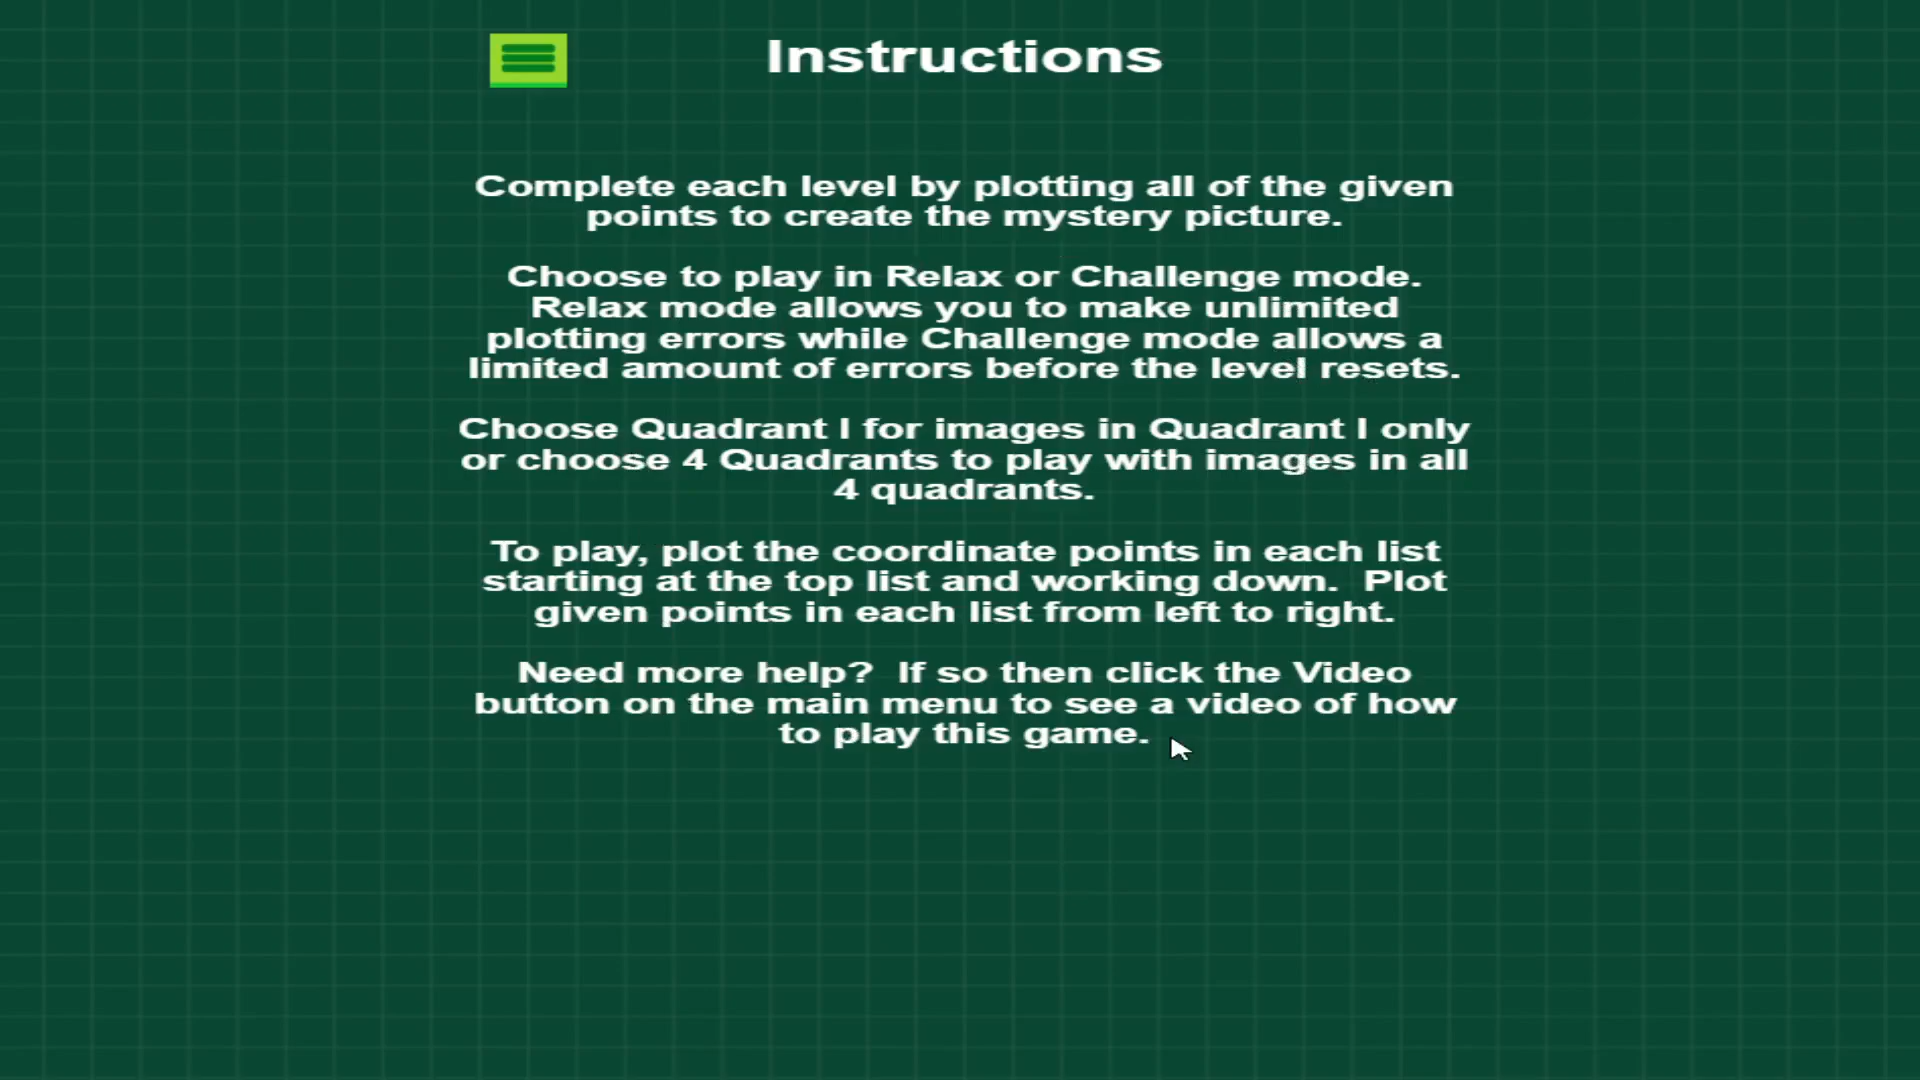 Instructions
Complete each level by plotting all of the given
points to create the mystery picture.
Choose to play in Relax or Challenge mode.
Relax mode allows you to make unlimited
plotting errors while Challenge mode allows a
limited amount of errors before the level resets.
Choose Quadrant I for images in Quadrant I only
or choose 4 Quadrants to play with images in all
4 quadrants.
To play, plot the coordinate points in each list
starting at the top list and working down.  Plot
given points in each list from left to right.
Need more help?  If so then click the Video
button on the main menu to see a video of how
to play this game.